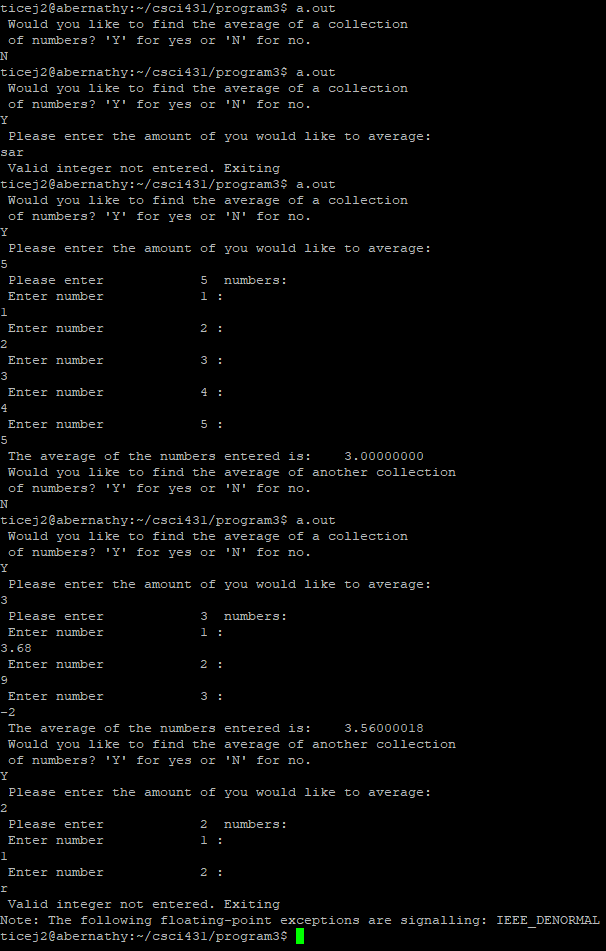 ticej2@abernathy:~/csci431/program3$ a.out
 Would you like to find the average of a collection
 of numbers? 'Y' for yes or 'N' for no.
N
ticej2@abernathy:~/csci431/program3$ a.out
 Would you like to find the average of a collection
 of numbers? 'Y' for yes or 'N' for no.
Y
 Please enter the amount of you would like to average:
sar
 Valid integer not entered. Exiting
ticej2@abernathy:~/csci431/program3$ a.out
 Would you like to find the average of a collection
 of numbers? 'Y' for yes or 'N' for no.
Y
 Please enter the amount of you would like to average:
5
 Please enter            5  numbers:
 Enter number            1 :
1
 Enter number            2 :
2
 Enter number            3 :
3
 Enter number            4 :
4
 Enter number            5 :
5
 The average of the numbers entered is:    3.00000000
 Would you like to find the average of another collection
 of numbers? 'Y' for yes or 'N' for no.
N
ticej2@abernathy:~/csci431/program3$ a.out
 Would you like to find the average of a collection
 of numbers? 'Y' for yes or 'N' for no.
Y
 Please enter the amount of you would like to average:
3
 Please enter            3  numbers:
 Enter number            1 :
3.68
 Enter number            2 :
9
 Enter number            3 :
-2
 The average of the numbers entered is:    3.56000018
 Would you like to find the average of another collection
 of numbers? 'Y' for yes or 'N' for no.
Y
 Please enter the amount of you would like to average:
2
 Please enter            2  numbers:
 Enter number            1 :
1
 Enter number            2 :
r
 Valid integer not entered. Exiting
Note: The following floating-point exceptions are signalling: IEEE_DENORMAL
ticej2@abernathy:~/csci431/program3$